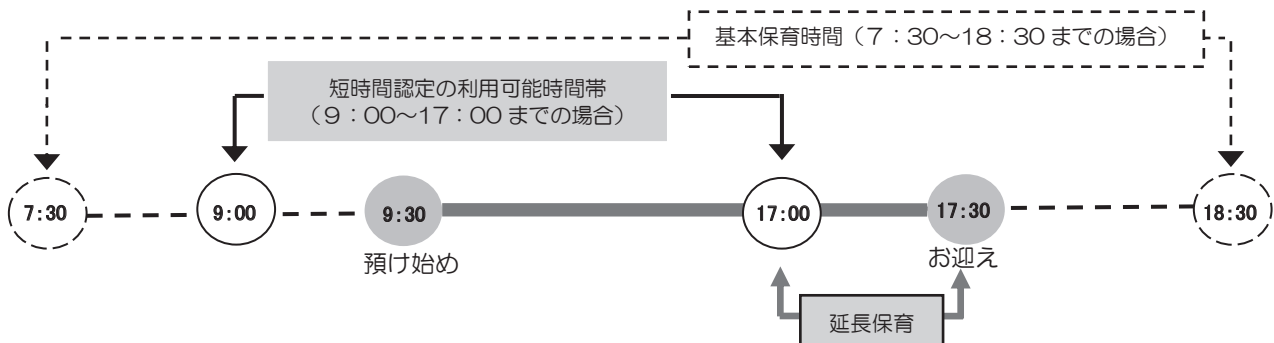 基本保育時間（7：30～18：30 までの場合）
短時間認定の利用可能時間帯
（9：00～17：00 までの場合）
7:30
9:00
9:30
17:00
17:30
18:30
預け始め
お迎え
延長保育